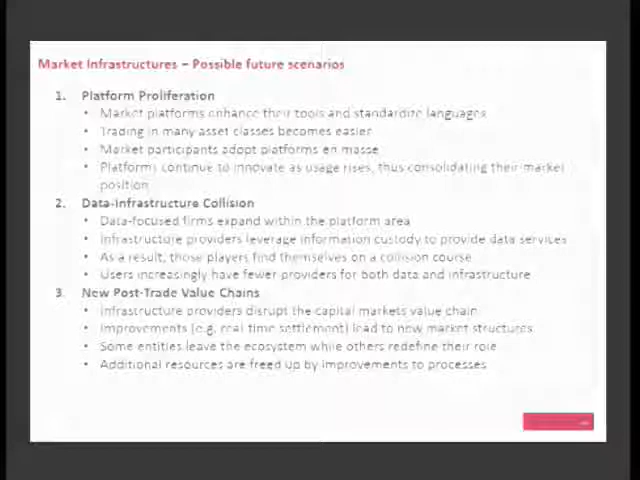 Market Infrastructures – Possible future scenarios
1. Platform Proliferation
• Market platforms enhance their tools and standardize languages
• Trading in many asset classes becomes easier
• Market participants adopt platforms en masse
• Platforms continue to innovate as usage rises, thus consolidating their market
position
2. Data-Infrastructure Collision
• Data-focused firms expand within the platform area
• Infrastructure providers leverage information custody to provide data services
• As a result, those players find themselves on a collision course
• Users increasingly have fewer providers for both data and infrastructure
3. New Post-Trade Value Chains
• Infrastructure providers disrupt the capital markets value chain
• Improvements (e.g. real time settlement) lead to new market structures
• Some entities leave the ecosystem while others redefine their role
• Additional resources are freed up by improvements to processes